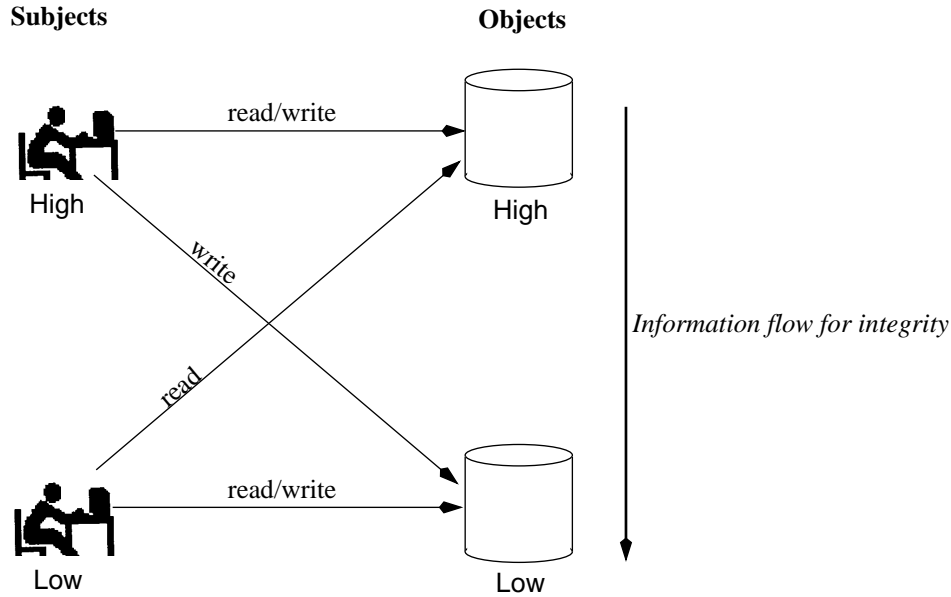 Subjects
Objects
read/write
High
High
write
Information flow for integrity
read
read/write
Low
Low